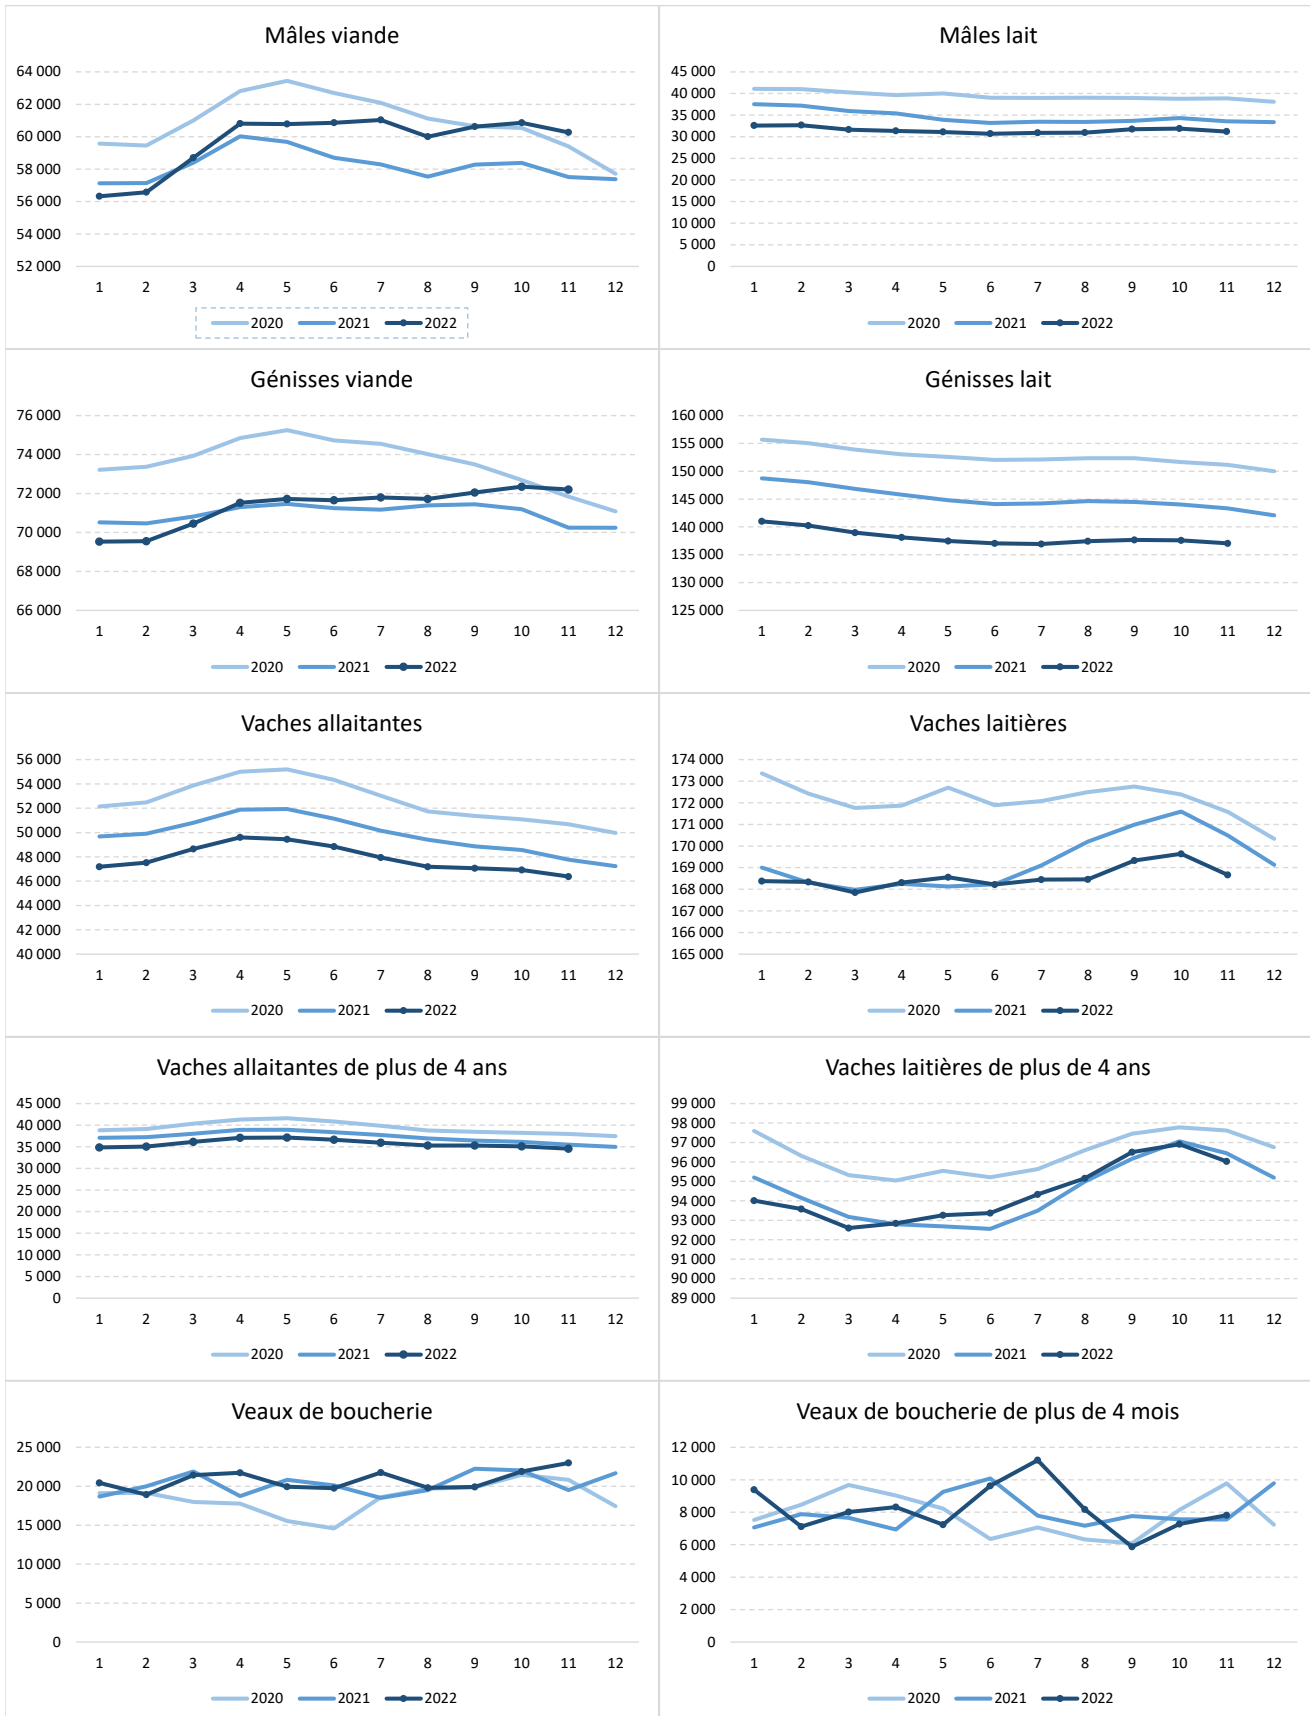 Mâles viande
64 000
62 000
60 000
58 000
56 000
54 000
52 000
1 2 3 4 5 6 7 8 9 10 11 12
2020 2021 2022
Mâles lait
45 000
40 000
35 000
30 000
25 000
20 000
15 000
10 000
5 000
0
1 2 3 4 5 6 7 8 9 10 11 12
2020 2021 2022
Génisses viande
76 000
74 000
72 000
70 000
68 000
66 000
1 2 3 4 5 6 7 8 9 10 11 12
2020 2021 2022
Génisses lait
160 000
155 000
150 000
145 000
140 000
135 000
130 000
125 000
1 2 3 4 5 6 7 8 9 10 11 12
2020 2021 2022
Vaches allaitantes
56 000
54 000
52 000
50 000
48 000
46 000
44 000
42 000
40 000
1 2 3 4 5 6 7 8 9 10 11 12
2020 2021 2022
Vaches laitières
174 000
173 000
172 000
171 000
170 000
169 000
168 000
167 000
166 000
165 000
1 2 3 4 5 6 7 8 9 10 11 12
2020 2021 2022
Vaches allaitantes de plus de 4 ans
45 000
40 000
35 000
30 000
25 000
20 000
15 000
10 000
5 000
0
1 2 3 4 5 6 7 8 9 10 11 12
2020 2021 2022
Vaches laitières de plus de 4 ans
99 000
98 000
97 000
96 000
95 000
94 000
93 000
92 000
91 000
90 000
89 000
1 2 3 4 5 6 7 8 9 10 11 12
2020 2021 2022
Veaux de boucherie
25 000
20 000
15 000
10 000
5 000
0
1 2 3 4 5 6 7 8 9 10 11 12
2020 2021 2022
Veaux de boucherie de plus de 4 mois
12 000
10 000
8 000
6 000
4 000
2 000
0
1 2 3 4 5 6 7 8 9 10 11 12
2020 2021 2022